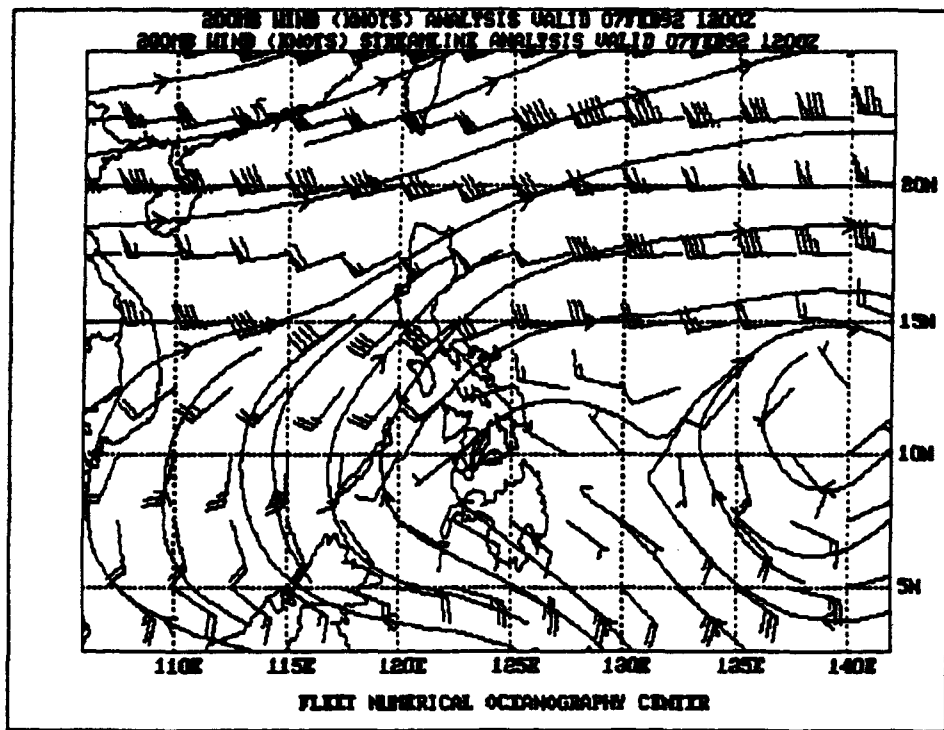 200MB WIND (KNOTS) ANALYSIS VALID 07FEB92 1200Z
200MB WIND (KNOTS) STREAMLINE ANALYSIS VALID 07FEB92 1200Z
20N
15N
10N
5N
110E 115E 120E 125E 130E 135E 140E
FLEET NUMERICAL OCEANOGRAPHY CENTER